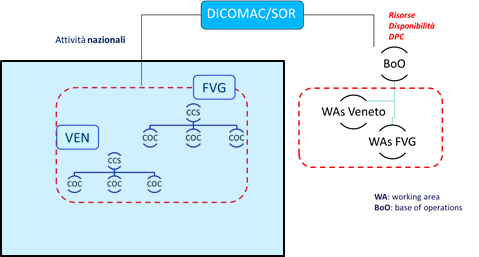 DICOMAC/SOR
Risorse
Disponibilità
DPC
Attività nazionali
BoO
FVG
CCS
COC COC COC
VEN
CCS
COC COC COC
WAs Veneto
WAs FVG
WA: working area
BoO: base of operations